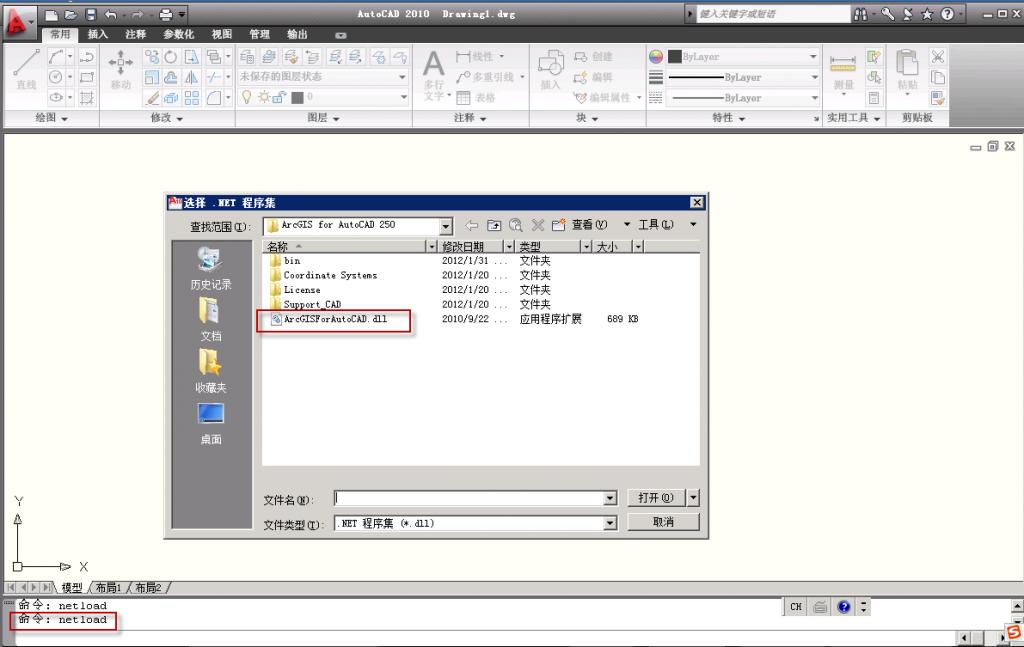 AutoCAD 2010 Drawing1.dwg
键入关键字或短语
常用 插入 注释 参数化 视图 管理 输出
直线
移动
未保存的图层状态
0
多行文字
线性
多重引线
表格
插入
创建
编辑
编辑属性
ByLayer
ByLayer
ByLayer
测量
粘贴
绘图 修改 图层 注释 块 特性 实用工具 剪贴板
选择 .NET 程序集
查找范围(I): ArcGIS for AutoCAD 250 查看(V) 工具(L)
名称 修改日期 类型 大小
bin 2012/1/31 ... 文件夹
Coordinate Systems 2012/1/20 ... 文件夹
License 2012/1/20 ... 文件夹
Support_CAD 2012/1/20 ... 文件夹
ArcGISForAutoCAD.dll 2010/9/22 ... 应用程序扩展 689 KB
历史记录
文档
收藏夹
桌面
文件名(N): 打开(O)
文件类型(T): .NET 程序集 (*.dll) 取消
Y
X
模型 布局1 布局2
命令: netload
命令: netload
CH